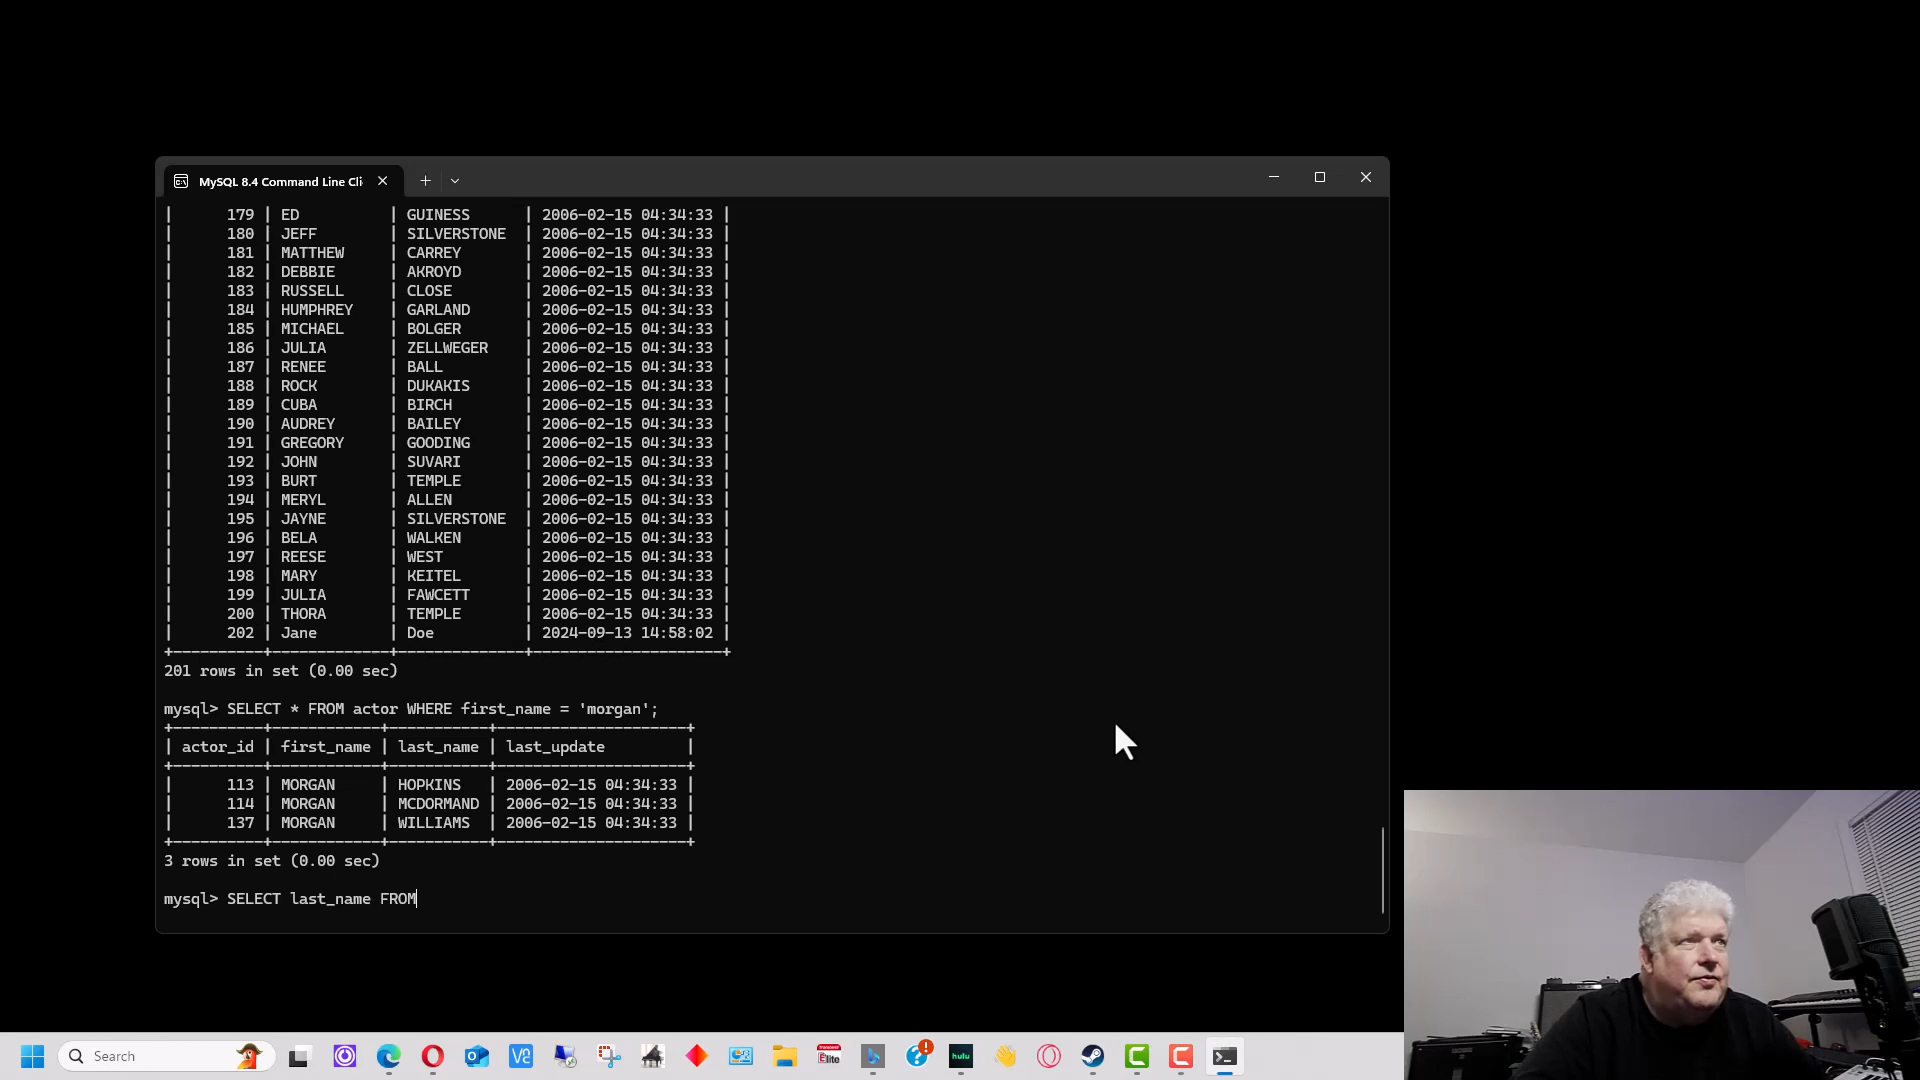 MySQL 8.4 Command Line Cli
| 179 | ED | GUINESS | 2006-02-15 04:34:33 |
| 180 | JEFF | SILVERSTONE | 2006-02-15 04:34:33 |
| 181 | MATTHEW | CARREY | 2006-02-15 04:34:33 |
| 182 | DEBBIE | AKROYD | 2006-02-15 04:34:33 |
| 183 | RUSSELL | CLOSE | 2006-02-15 04:34:33 |
| 184 | HUMPHREY | GARLAND | 2006-02-15 04:34:33 |
| 185 | MICHAEL | BOLGER | 2006-02-15 04:34:33 |
| 186 | JULIA | ZELLWEGER | 2006-02-15 04:34:33 |
| 187 | RENEE | BALL | 2006-02-15 04:34:33 |
| 188 | ROCK | DUKAKIS | 2006-02-15 04:34:33 |
| 189 | CUBA | BIRCH | 2006-02-15 04:34:33 |
| 190 | AUDREY | BAILEY | 2006-02-15 04:34:33 |
| 191 | GREGORY | GOODING | 2006-02-15 04:34:33 |
| 192 | JOHN | SUVARI | 2006-02-15 04:34:33 |
| 193 | BURT | TEMPLE | 2006-02-15 04:34:33 |
| 194 | MERYL | ALLEN | 2006-02-15 04:34:33 |
| 195 | JAYNE | SILVERSTONE | 2006-02-15 04:34:33 |
| 196 | BELA | WALKEN | 2006-02-15 04:34:33 |
| 197 | REESE | WEST | 2006-02-15 04:34:33 |
| 198 | MARY | KEITEL | 2006-02-15 04:34:33 |
| 199 | JULIA | FAWCETT | 2006-02-15 04:34:33 |
| 200 | THORA | TEMPLE | 2006-02-15 04:34:33 |
| 202 | Jane | Doe | 2024-09-13 14:58:02 |
+----------+------------+-------------+---------------------+
201 rows in set (0.00 sec)
mysql> SELECT * FROM actor WHERE first_name = 'morgan';
+----------+------------+-----------+---------------------+
| actor_id | first_name | last_name | last_update |
+----------+------------+-----------+---------------------+
| 113 | MORGAN | HOPKINS | 2006-02-15 04:34:33 |
| 114 | MORGAN | MCDORMAND | 2006-02-15 04:34:33 |
| 137 | MORGAN | WILLIAMS | 2006-02-15 04:34:33 |
+----------+------------+-----------+---------------------+
3 rows in set (0.00 sec)
mysql> SELECT last_name FROM
Search
hulu
Elite